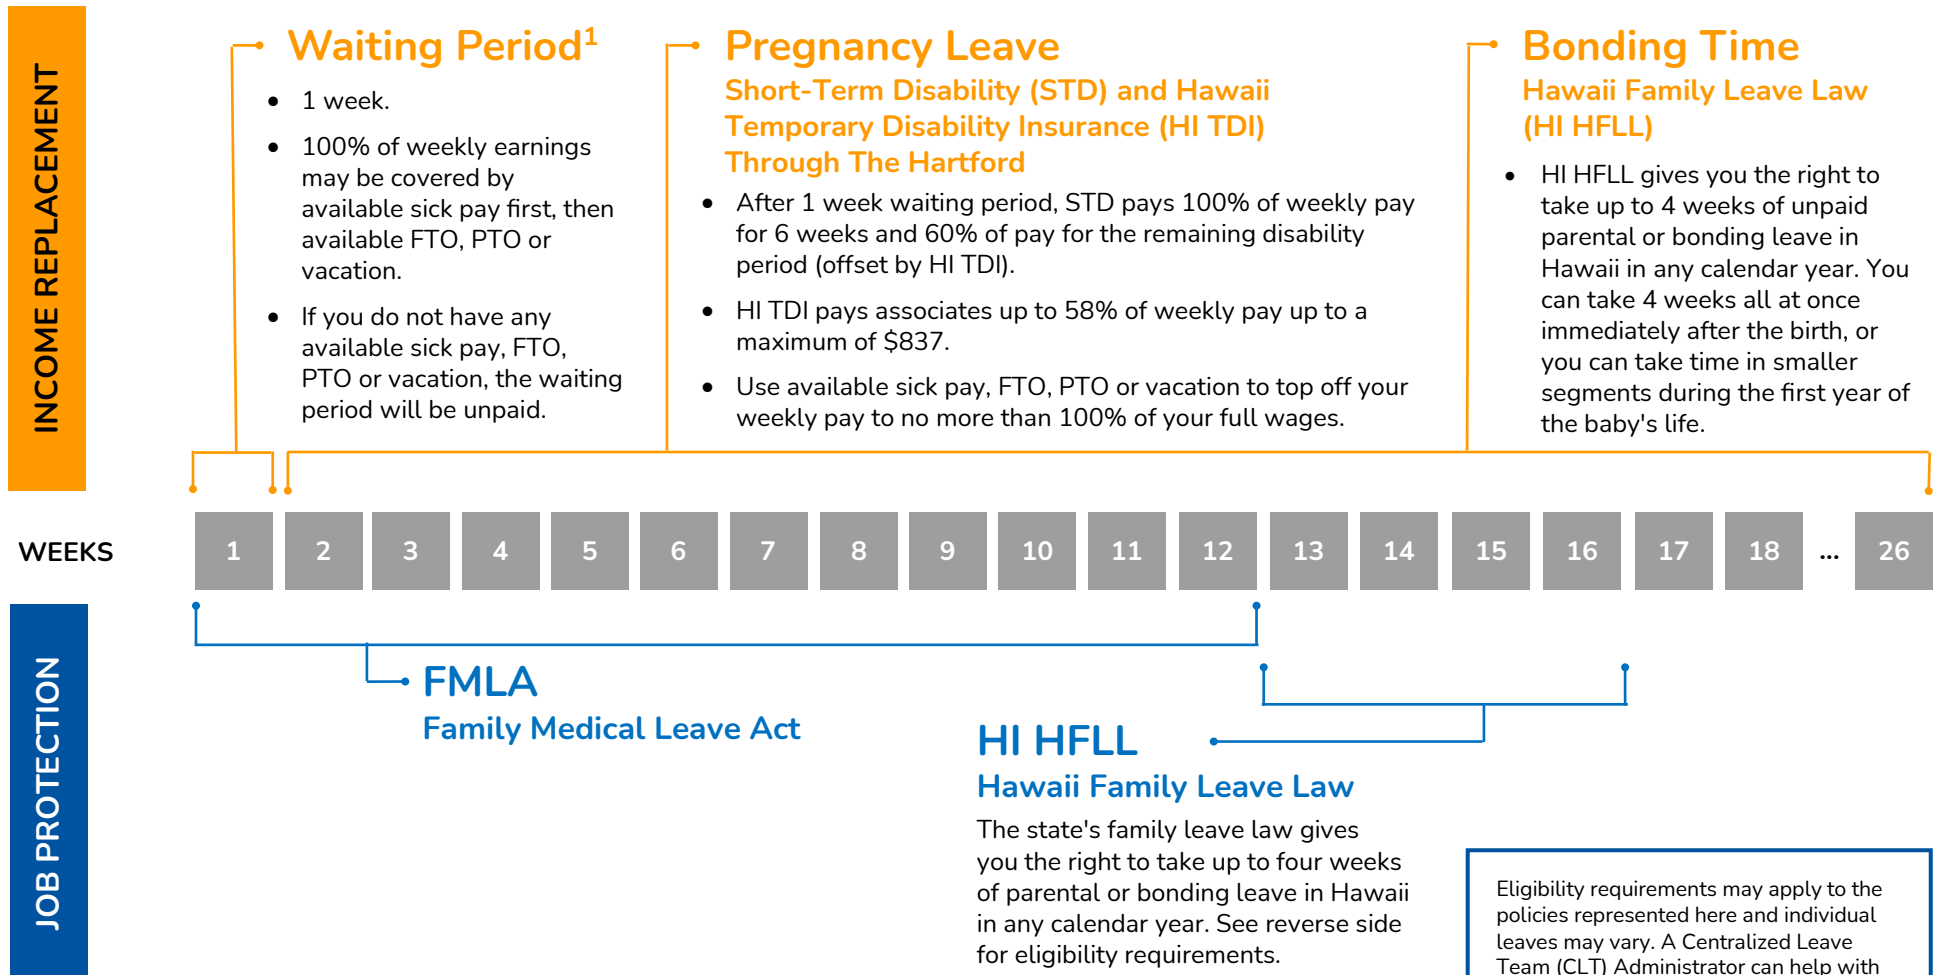 INCOME REPLACEMENT
Waiting Period¹
• 1 week.
• 100% of weekly earnings
may be covered by
available sick pay first, then
available FTO, PTO or
vacation.
• If you do not have any
available sick pay, FTO,
PTO or vacation, the waiting
period will be unpaid.
Pregnancy Leave
Short-Term Disability (STD) and Hawaii
Temporary Disability Insurance (HI TDI)
Through The Hartford
• After 1 week waiting period, STD pays 100% of weekly pay
for 6 weeks and 60% of pay for the remaining disability
period (offset by HI TDI).
• HI TDI pays associates up to 58% of weekly pay up to a
maximum of $837.
• Use available sick pay, FTO, PTO or vacation to top off your
weekly pay to no more than 100% of your full wages.
Bonding Time
Hawaii Family Leave Law
(HI HFLL)
• HI HFLL gives you the right to
take up to 4 weeks of unpaid
parental or bonding leave in
Hawaii in any calendar year. You
can take 4 weeks all at once
immediately after the birth, or
you can take time in smaller
segments during the first year of
the baby's life.
WEEKS 1 2 3 4 5 6 7 8 9 10 11 12 13 14 15 16 17 18 ... 26
JOB PROTECTION
FMLA
Family Medical Leave Act
HI HFLL
Hawaii Family Leave Law
The state's family leave law gives
you the right to take up to four weeks
of parental or bonding leave in Hawaii
in any calendar year. See reverse side
for eligibility requirements.
Eligibility requirements may apply to the
policies represented here and individual
leaves may vary. A Centralized Leave
Team (CLT) Administrator can help with